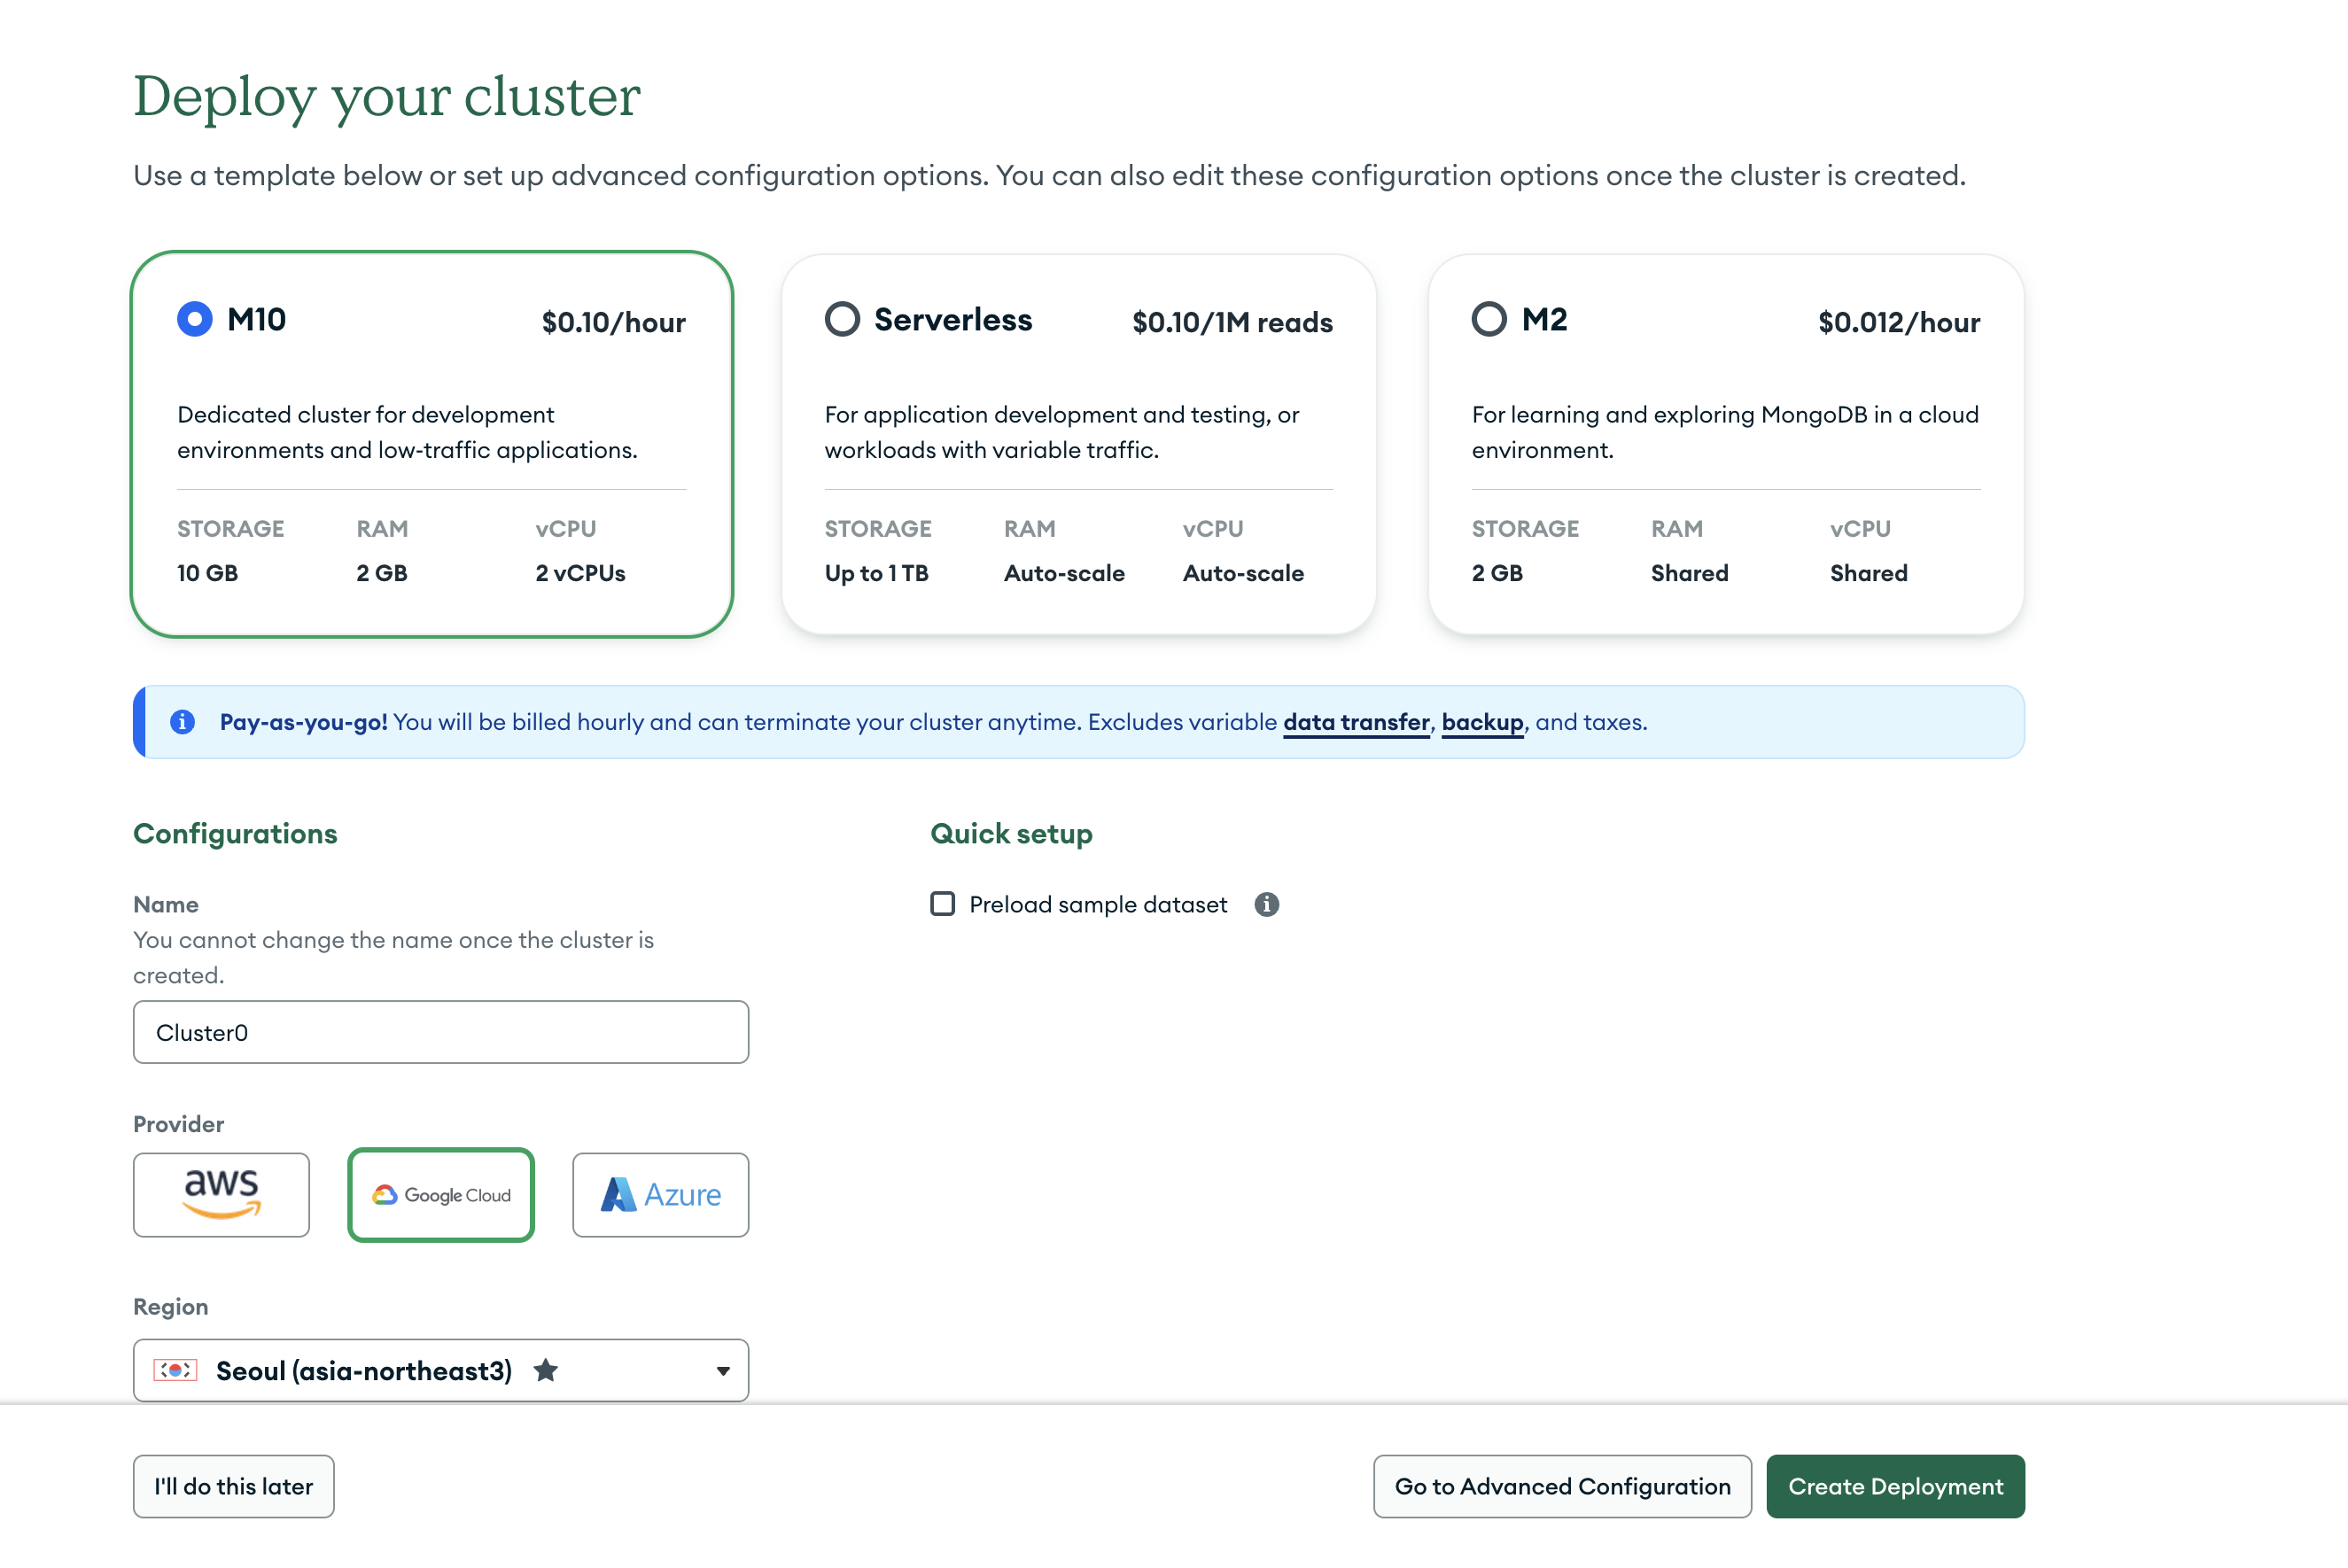 Deploy your cluster
Use a template below or set up advanced configuration options. You can also edit these configuration options once the cluster is created.
M10
$0.10/hour
Dedicated cluster for development
environments and low-traffic applications.
STORAGE RAM vCPU
10 GB 2 GB 2 vCPUs
Serverless
$0.10/1M reads
For application development and testing, or
workloads with variable traffic.
STORAGE RAM vCPU
Up to 1 TB Auto-scale Auto-scale
M2
$0.012/hour
For learning and exploring MongoDB in a cloud
environment.
STORAGE RAM vCPU
2 GB Shared Shared
Pay-as-you-go! You will be billed hourly and can terminate your cluster anytime. Excludes variable data transfer, backup, and taxes.
Configurations
Name
You cannot change the name once the cluster is
created.
Cluster0
Provider
aws
Google Cloud
Azure
Region
Seoul (asia-northeast3)
Quick setup
Preload sample dataset
I'll do this later
Go to Advanced Configuration
Create Deployment